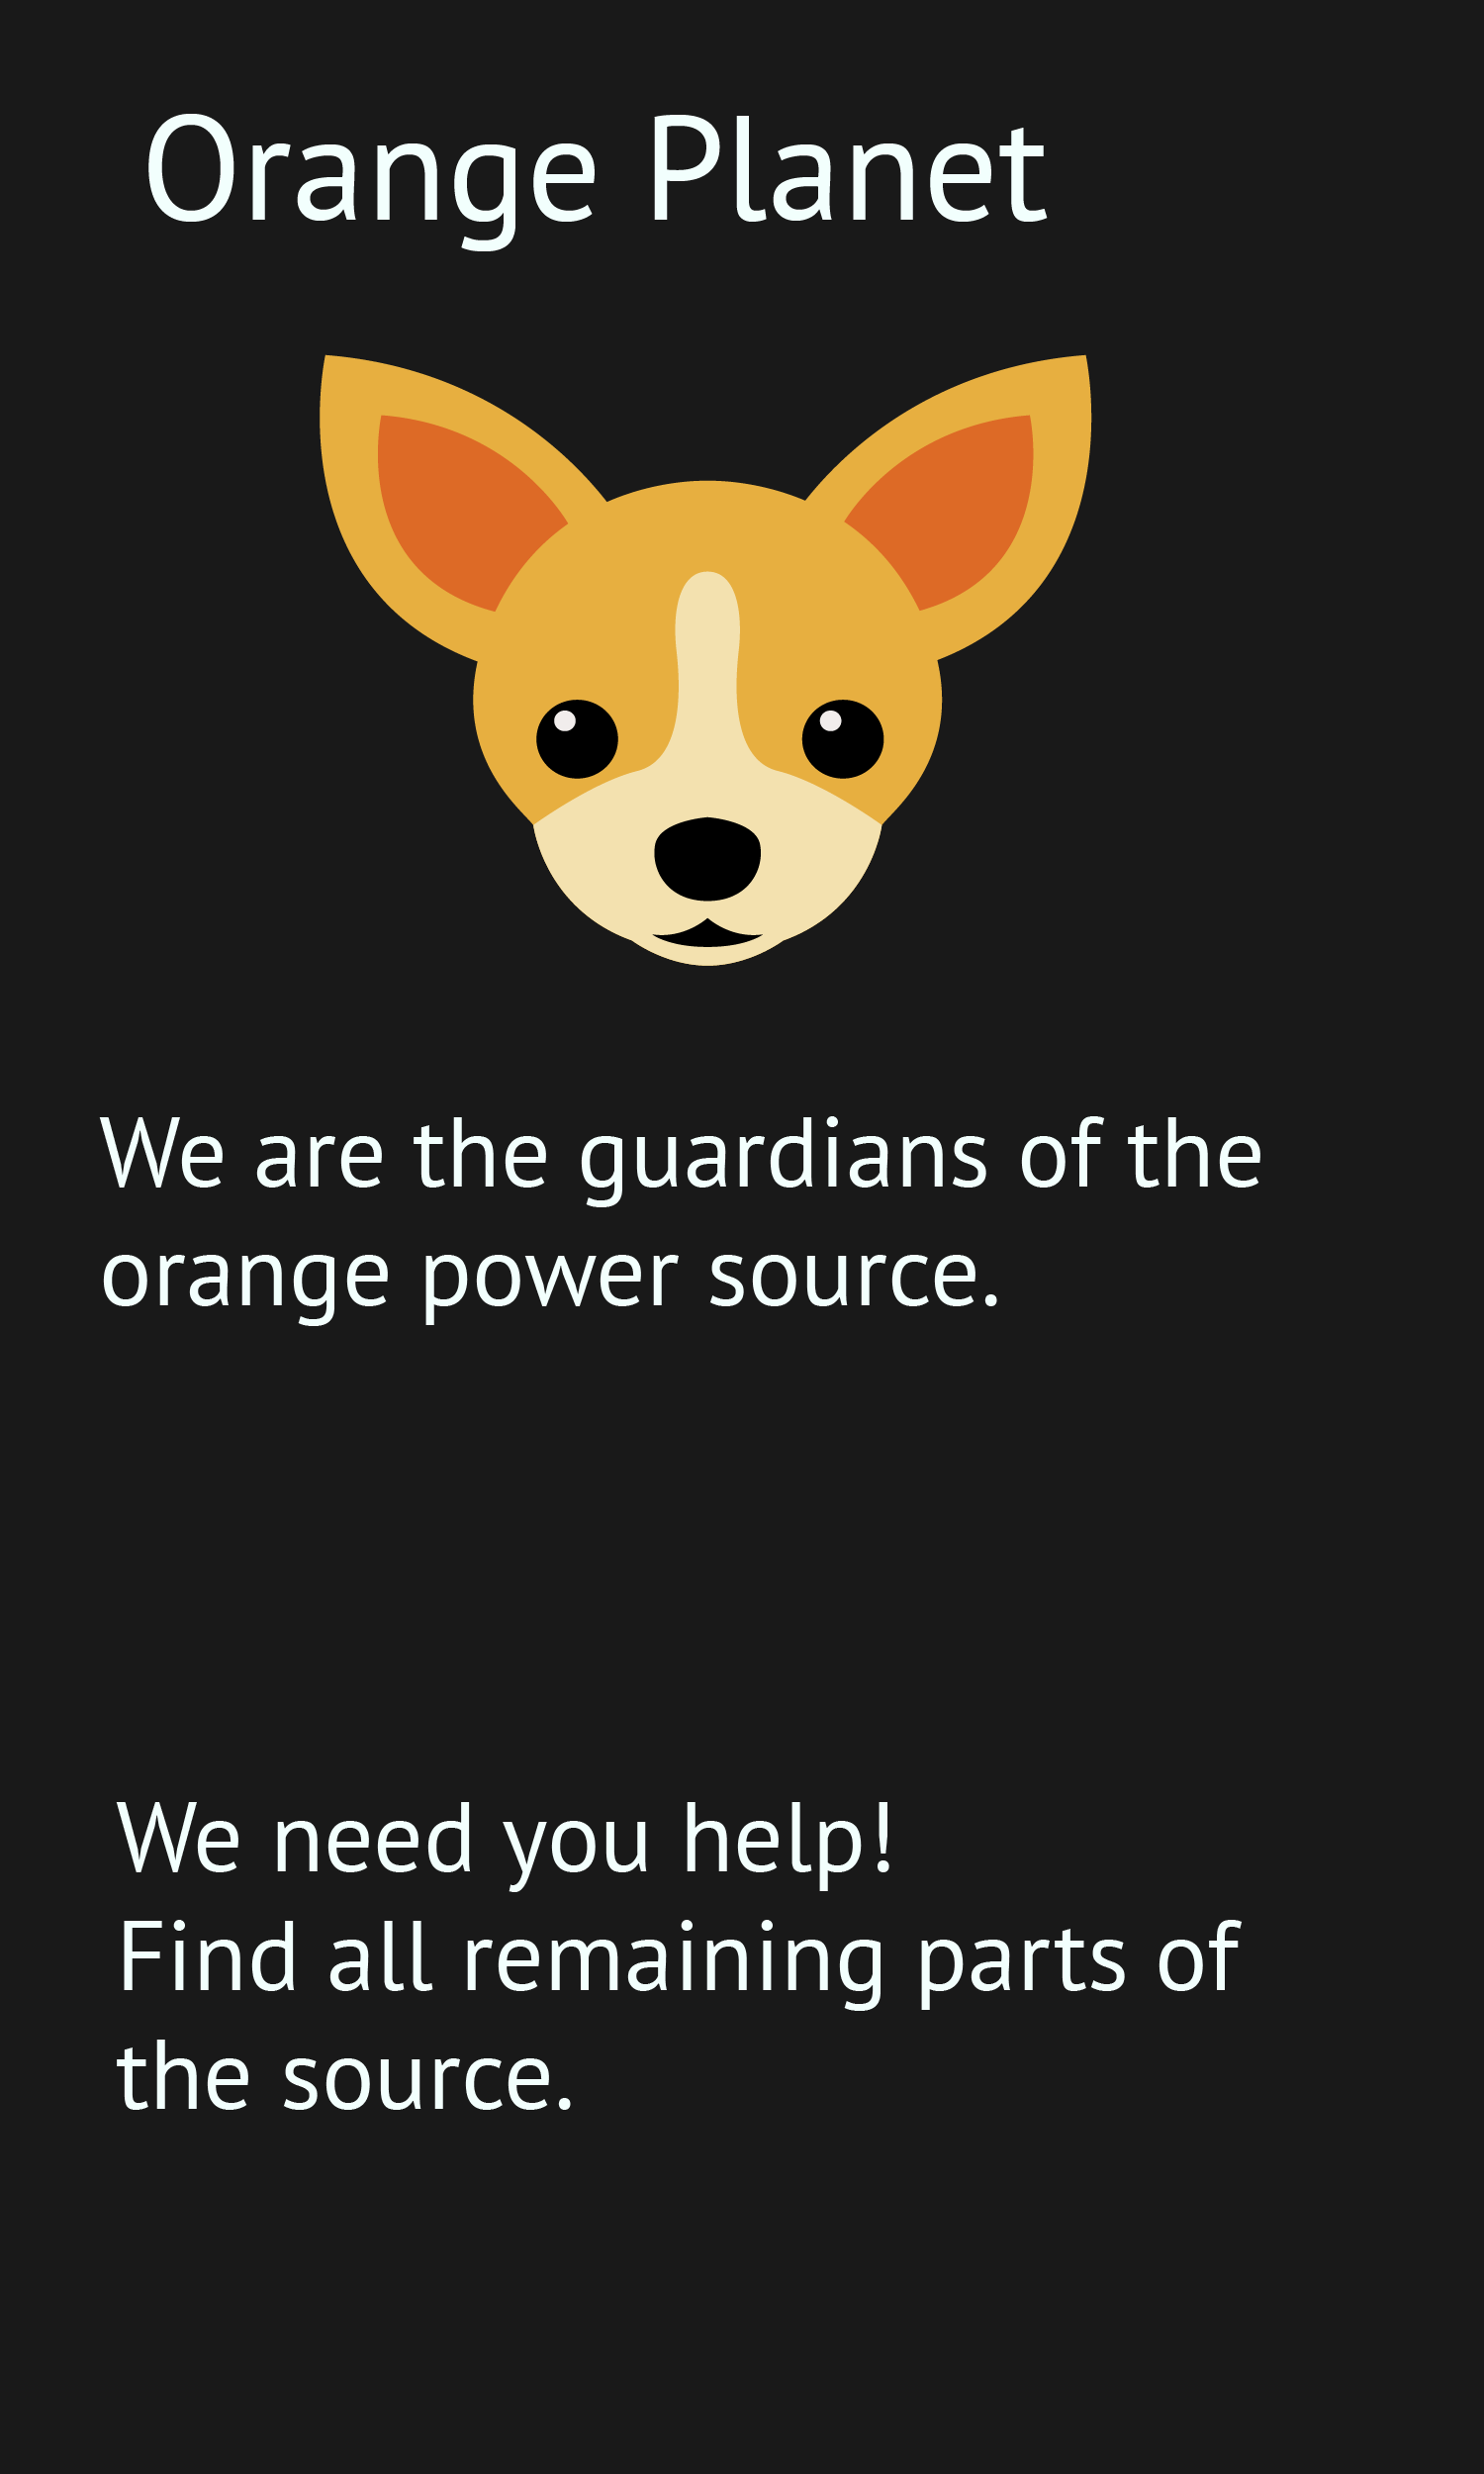 Orange Planet
We are the guardians of the
orange power source.
We need you help!
Find all remaining parts of
the source.